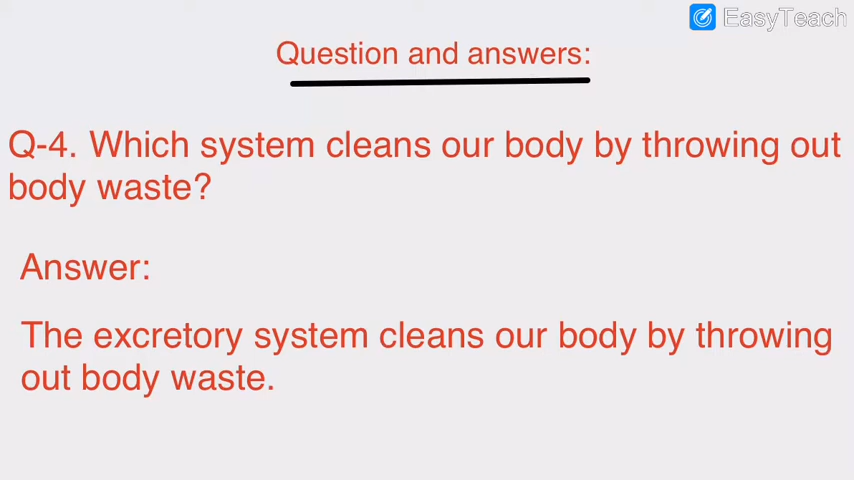 EasyTeach
Question and answers:
Q-4. Which system cleans our body by throwing out
body waste?
Answer:
The excretory system cleans our body by throwing
out body waste.